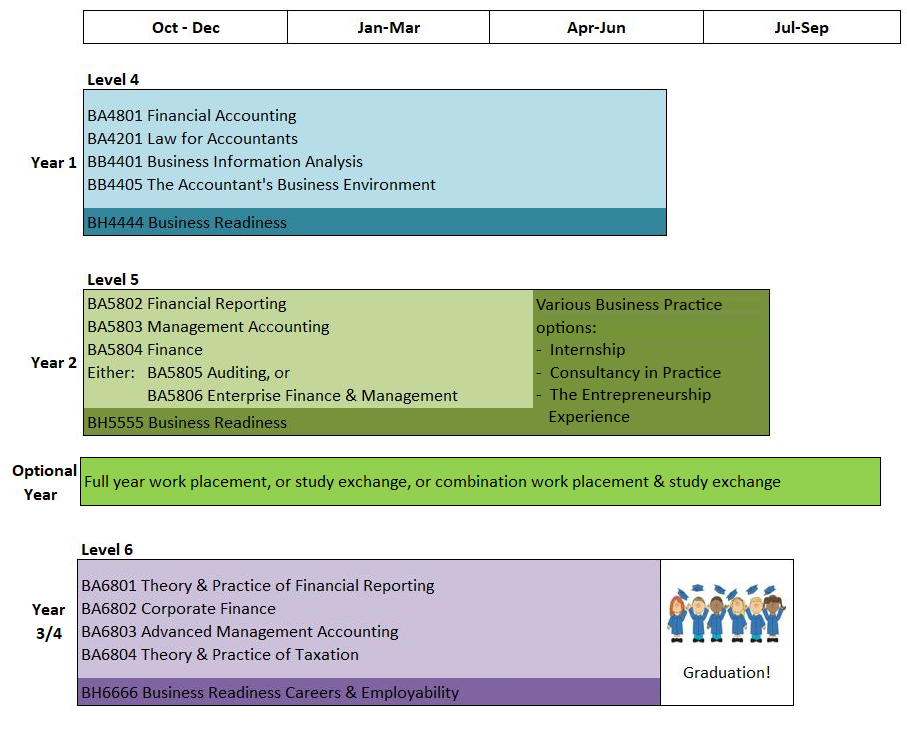 Oct - Dec
Jan-Mar
Apr-Jun
Jul-Sep
Level 4
Year 1
BA4801 Financial Accounting
BA4201 Law for Accountants
BB4401 Business Information Analysis
BB4405 The Accountant's Business Environment
BH4444 Business Readiness
Level 5
Year 2
BA5802 Financial Reporting
BA5803 Management Accounting
BA5804 Finance
Either: BA5805 Auditing, or
BA5806 Enterprise Finance & Management
BH5555 Business Readiness
Various Business Practice
options:
- Internship
- Consultancy in Practice
- The Entrepreneurship
Experience
Optional
Year
Full year work placement, or study exchange, or combination work placement & study exchange
Level 6
Year
3/4
BA6801 Theory & Practice of Financial Reporting
BA6802 Corporate Finance
BA6803 Advanced Management Accounting
BA6804 Theory & Practice of Taxation
BH6666 Business Readiness Careers & Employability
Graduation!